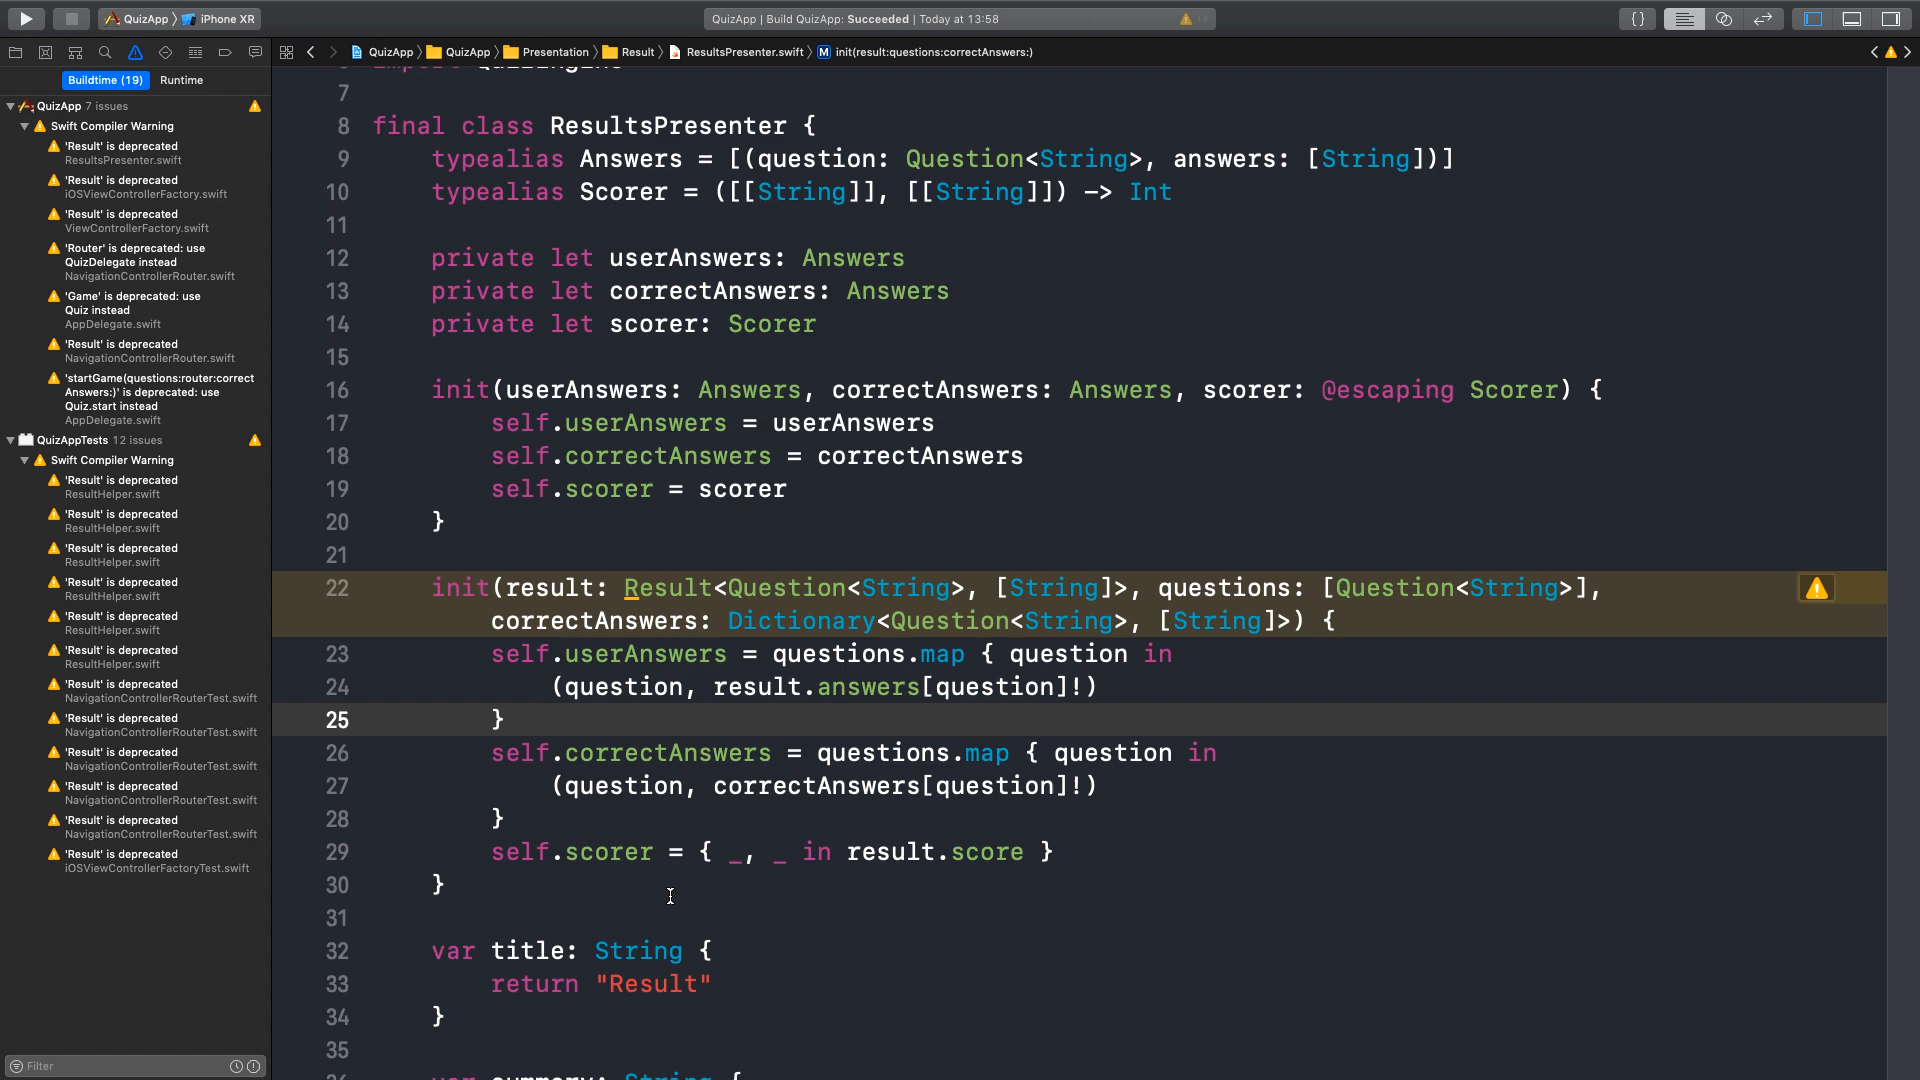 QuizApp 〉 iPhone XR
QuizApp | Build QuizApp: Succeeded | Today at 13:58
QuizApp 〉 QuizApp 〉 Presentation 〉 Result 〉 ResultsPresenter.swift 〉 M init(result:questions:correctAnswers:)
Buildtime (19) Runtime
QuizApp 7 issues
Swift Compiler Warning
'Result' is deprecated
ResultsPresenter.swift
'Result' is deprecated
iOSViewControllerFactory.swift
'Result' is deprecated
ViewControllerFactory.swift
'Router' is deprecated: use
QuizDelegate instead
NavigationControllerRouter.swift
'Game' is deprecated: use
Quiz instead
AppDelegate.swift
'Result' is deprecated
NavigationControllerRouter.swift
'startGame(questions:router:correct
Answers:)' is deprecated: use
Quiz.start instead
AppDelegate.swift
QuizAppTests 12 issues
Swift Compiler Warning
'Result' is deprecated
ResultHelper.swift
'Result' is deprecated
ResultHelper.swift
'Result' is deprecated
ResultHelper.swift
'Result' is deprecated
ResultHelper.swift
'Result' is deprecated
ResultHelper.swift
'Result' is deprecated
ResultHelper.swift
'Result' is deprecated
NavigationControllerRouterTest.swift
'Result' is deprecated
NavigationControllerRouterTest.swift
'Result' is deprecated
NavigationControllerRouterTest.swift
'Result' is deprecated
NavigationControllerRouterTest.swift
'Result' is deprecated
NavigationControllerRouterTest.swift
'Result' is deprecated
iOSViewControllerFactoryTest.swift
Filter
7
8 final class ResultsPresenter {
9 typealias Answers = [(question: Question<String>, answers: [String])]
10 typealias Scorer = ([[String]], [[String]]) -> Int
11
12 private let userAnswers: Answers
13 private let correctAnswers: Answers
14 private let scorer: Scorer
15
16 init(userAnswers: Answers, correctAnswers: Answers, scorer: @escaping Scorer) {
17 self.userAnswers = userAnswers
18 self.correctAnswers = correctAnswers
19 self.scorer = scorer
20 }
21
22 init(result: Result<Question<String>, [String]>, questions: [Question<String>],
correctAnswers: Dictionary<Question<String>, [String]>) {
23 self.userAnswers = questions.map { question in
24 (question, result.answers[question]!)
25 }
26 self.correctAnswers = questions.map { question in
27 (question, correctAnswers[question]!)
28 }
29 self.scorer = { _, _ in result.score }
30 }
31
32 var title: String {
33 return "Result"
34 }
35